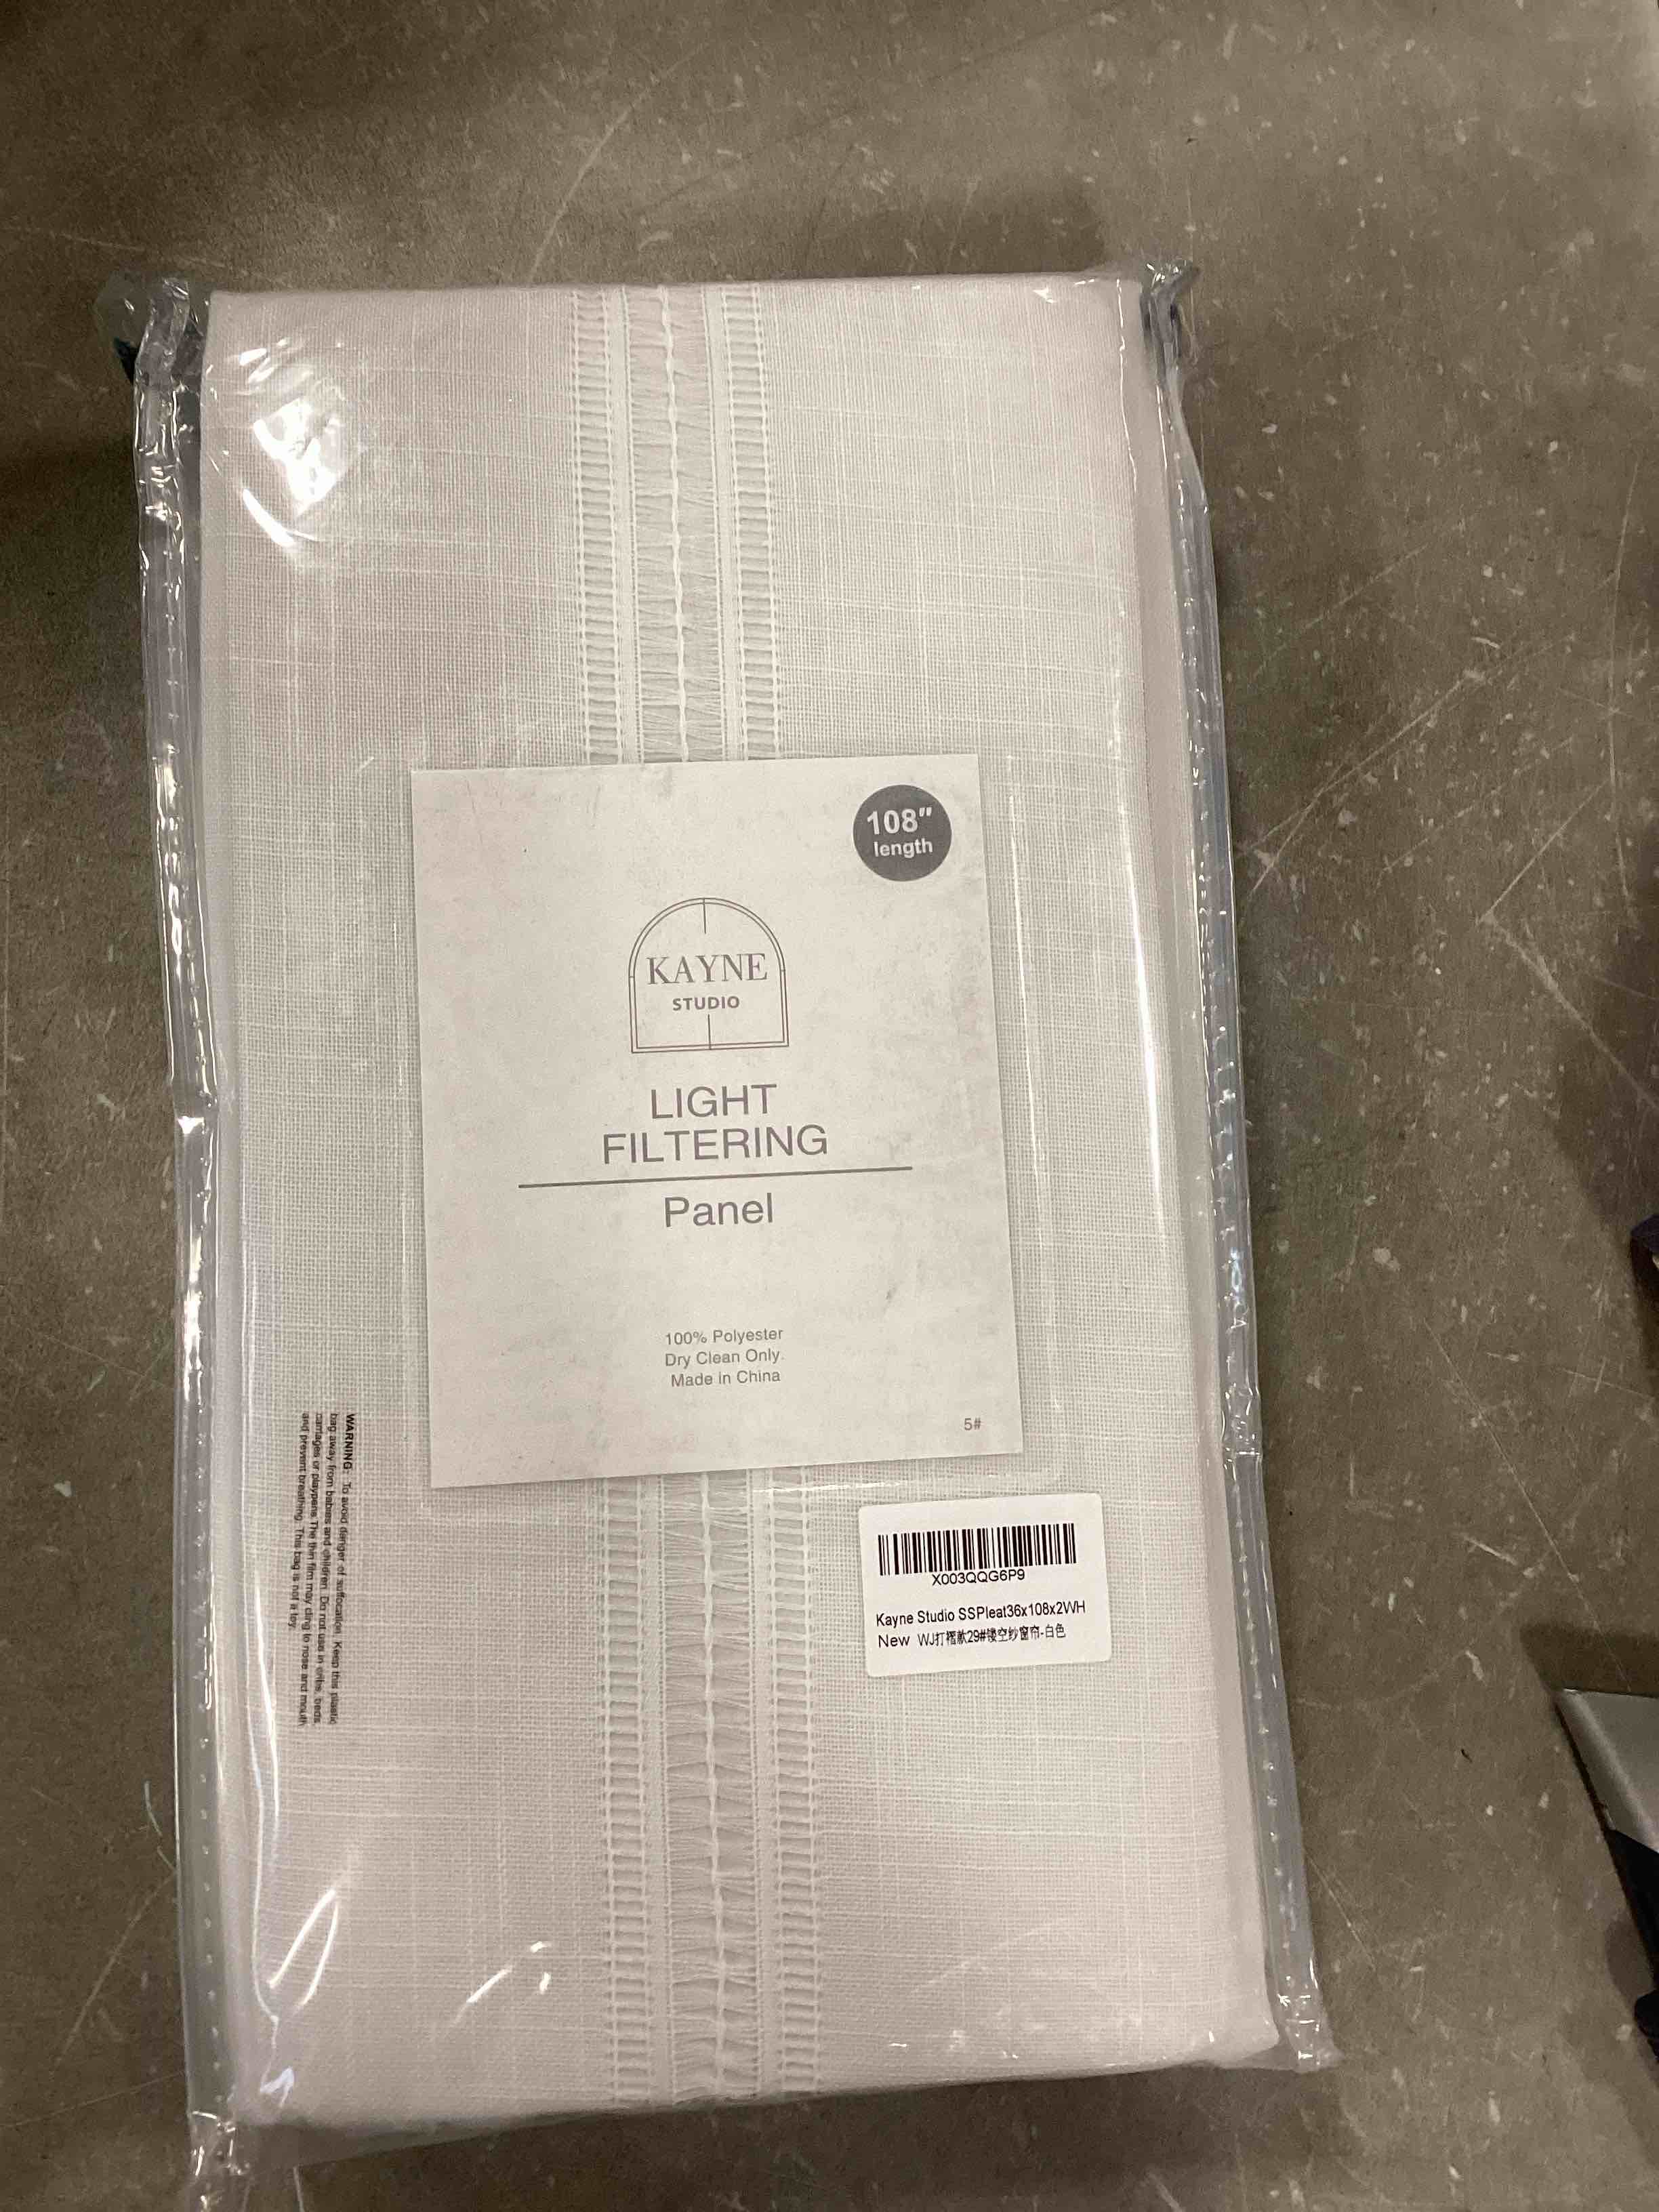 108"
length
KAYNE
STUDIO
LIGHT
FILTERING
Panel
100% Polyester
Dry Clean Only.
Made in China
5#
WARNING: To avoid danger of suffocation, Keep this plastic
bag away from babies and children. Do not use in cribs, beds,
carriages or playpens. The thin film may cling to nose and mouth
and prevent breathing. This bag is not a toy.
X003QQG6P9
Kayne Studio SSPleat36x108x2WH
New WJ打褶款29#镂空纱窗帘-白色